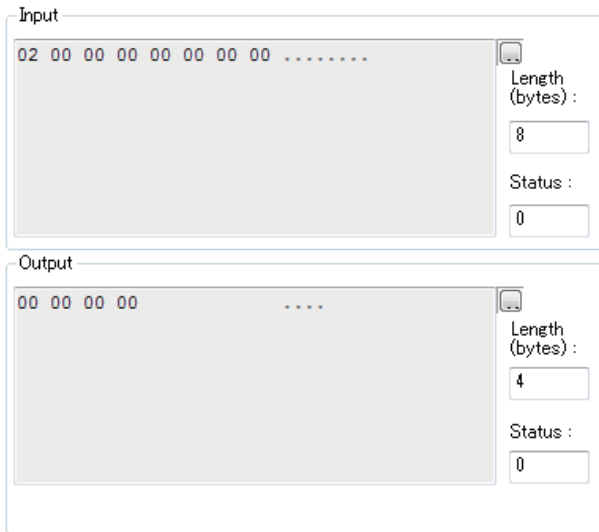 Input
02 00 00 00 00 00 00 00 ........
..
Length
(bytes) :
8
Status :
0
Output
00 00 00 00 ....
..
Length
(bytes) :
4
Status :
0